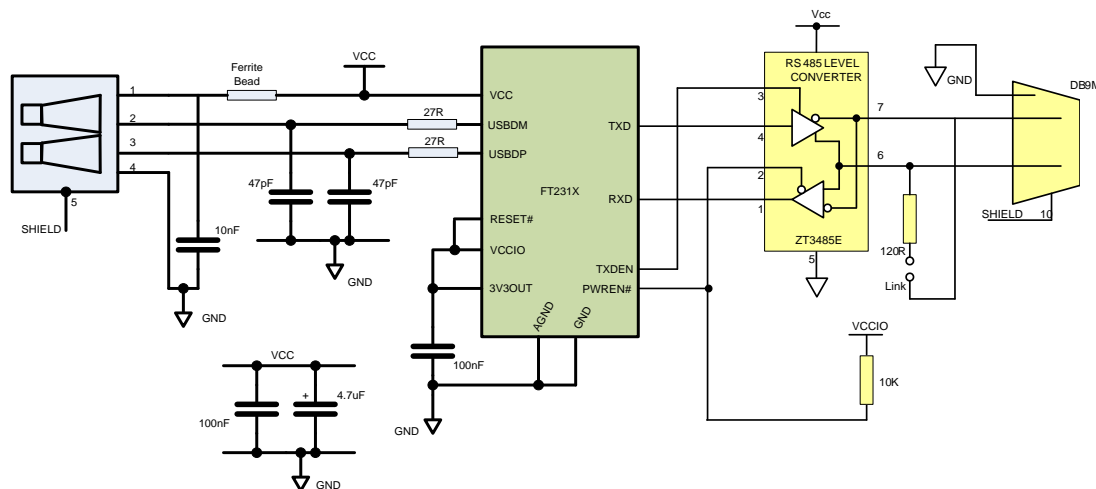 Vcc
RS 485 LEVEL
CONVERTER
DB9M
GND
Ferrite
Bead
VCC
1
2
3
4
5
SHIELD
27R
27R
47pF
47pF
10nF
GND
GND
VCC
USBDM
USBDP
RESET#
VCCIO
3V3OUT
FT231X
TXD
RXD
TXDEN
PWREN#
AGND
GND
3
4
2
1
7
6
5
ZT3485E
SHIELD
10
120R
Link
VCCIO
10K
100nF
GND
VCC
100nF
+
4.7uF
GND